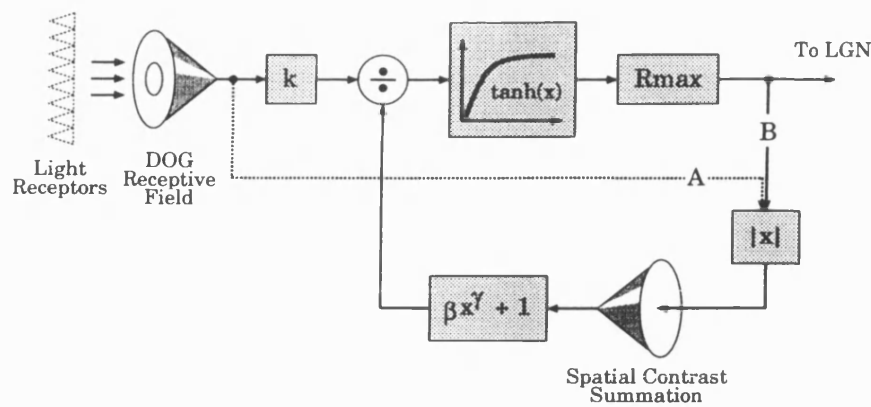 To LGN
k
÷
tanh(x)
Rmax
B
Light
Receptors
DOG
Receptive
Field
A
|x|
βx^γ + 1
Spatial Contrast
Summation